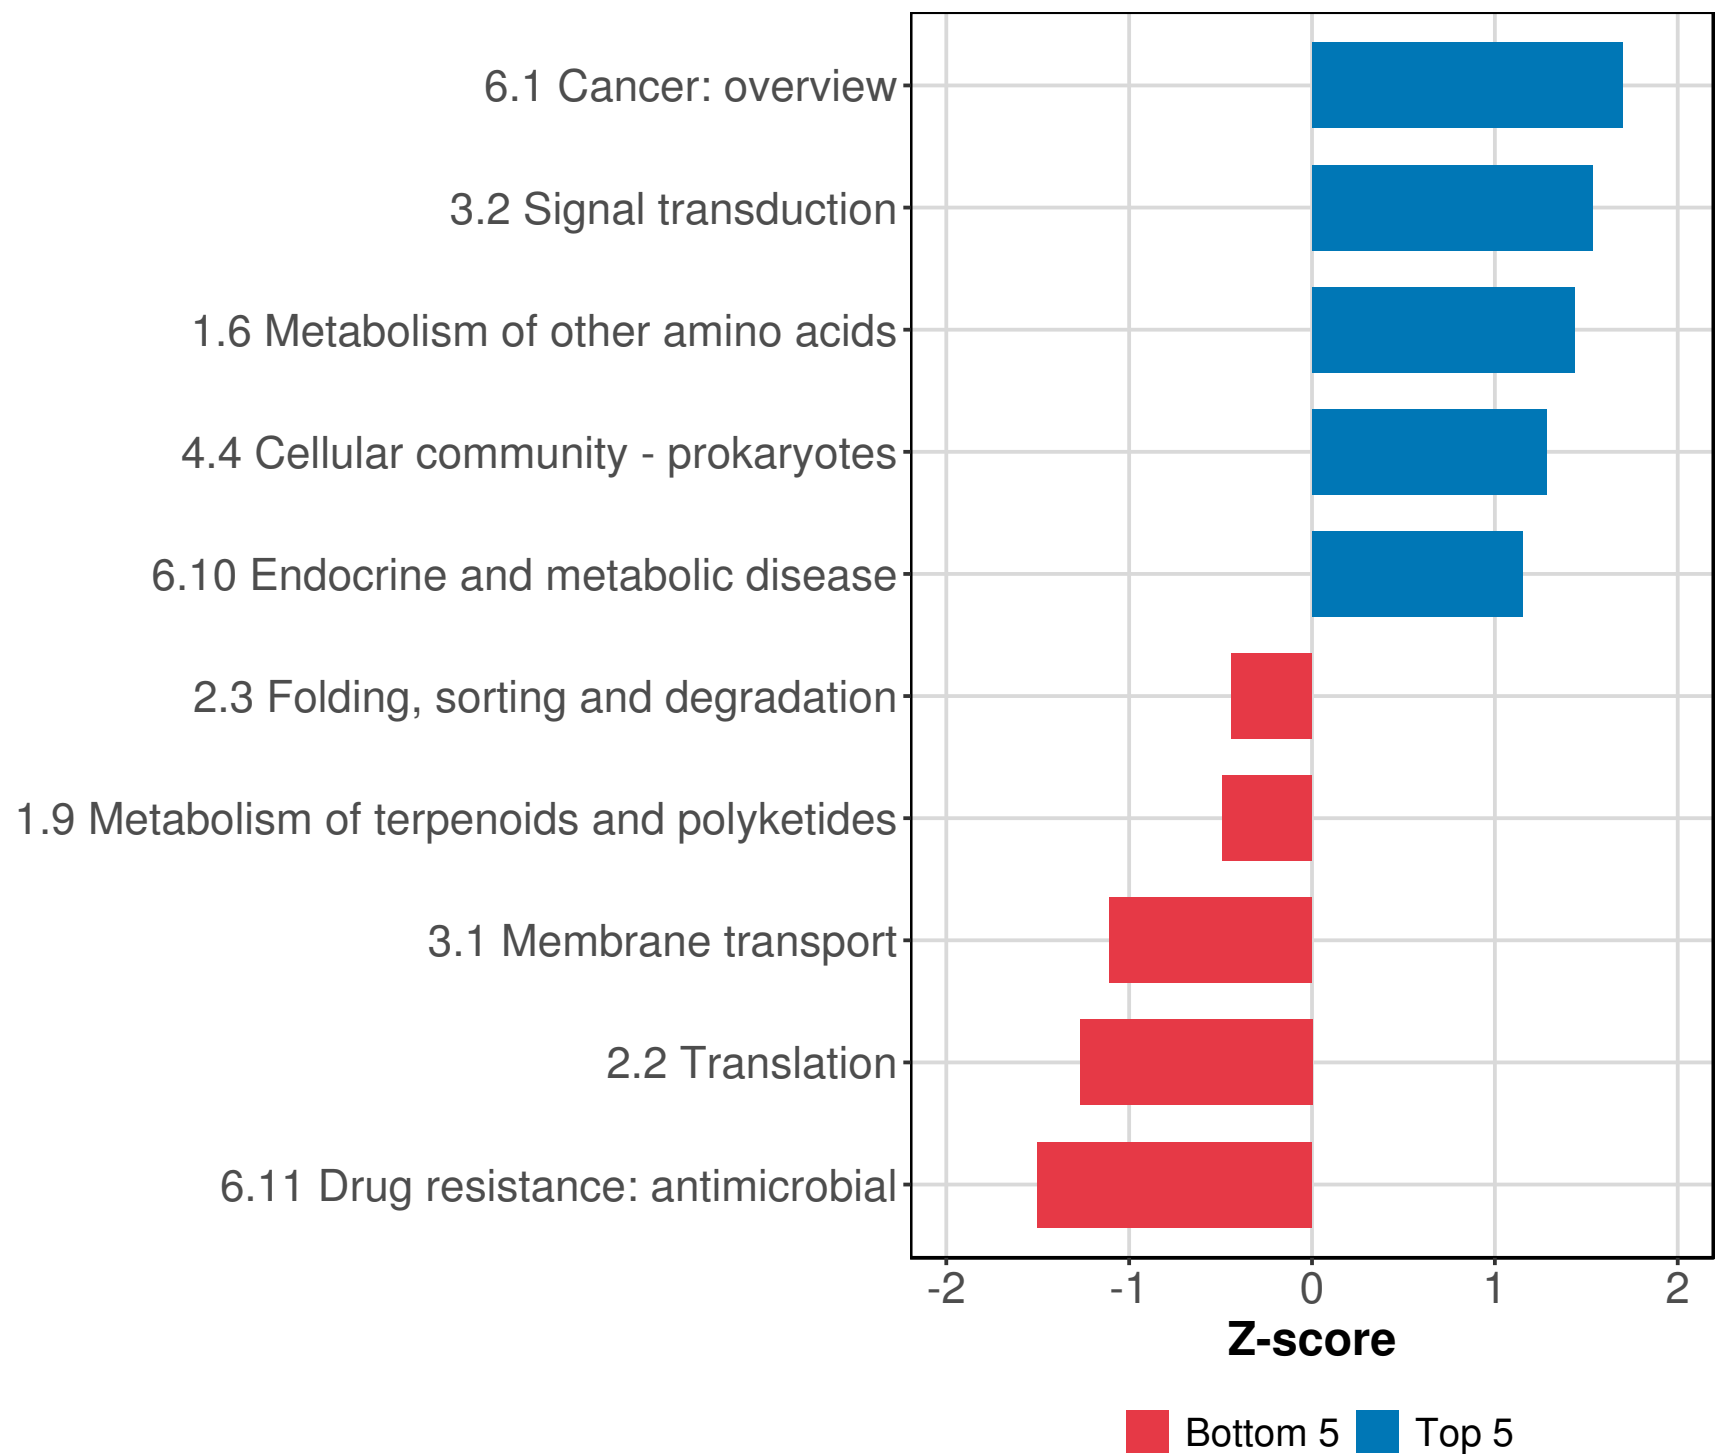 6.1 Cancer: overview
3.2 Signal transduction
1.6 Metabolism of other amino acids
4.4 Cellular community - prokaryotes
6.10 Endocrine and metabolic disease
2.3 Folding, sorting and degradation
1.9 Metabolism of terpenoids and polyketides
3.1 Membrane transport
2.2 Translation
6.11 Drug resistance: antimicrobial
-2 -1 0 1 2
Z-score
Bottom 5 Top 5